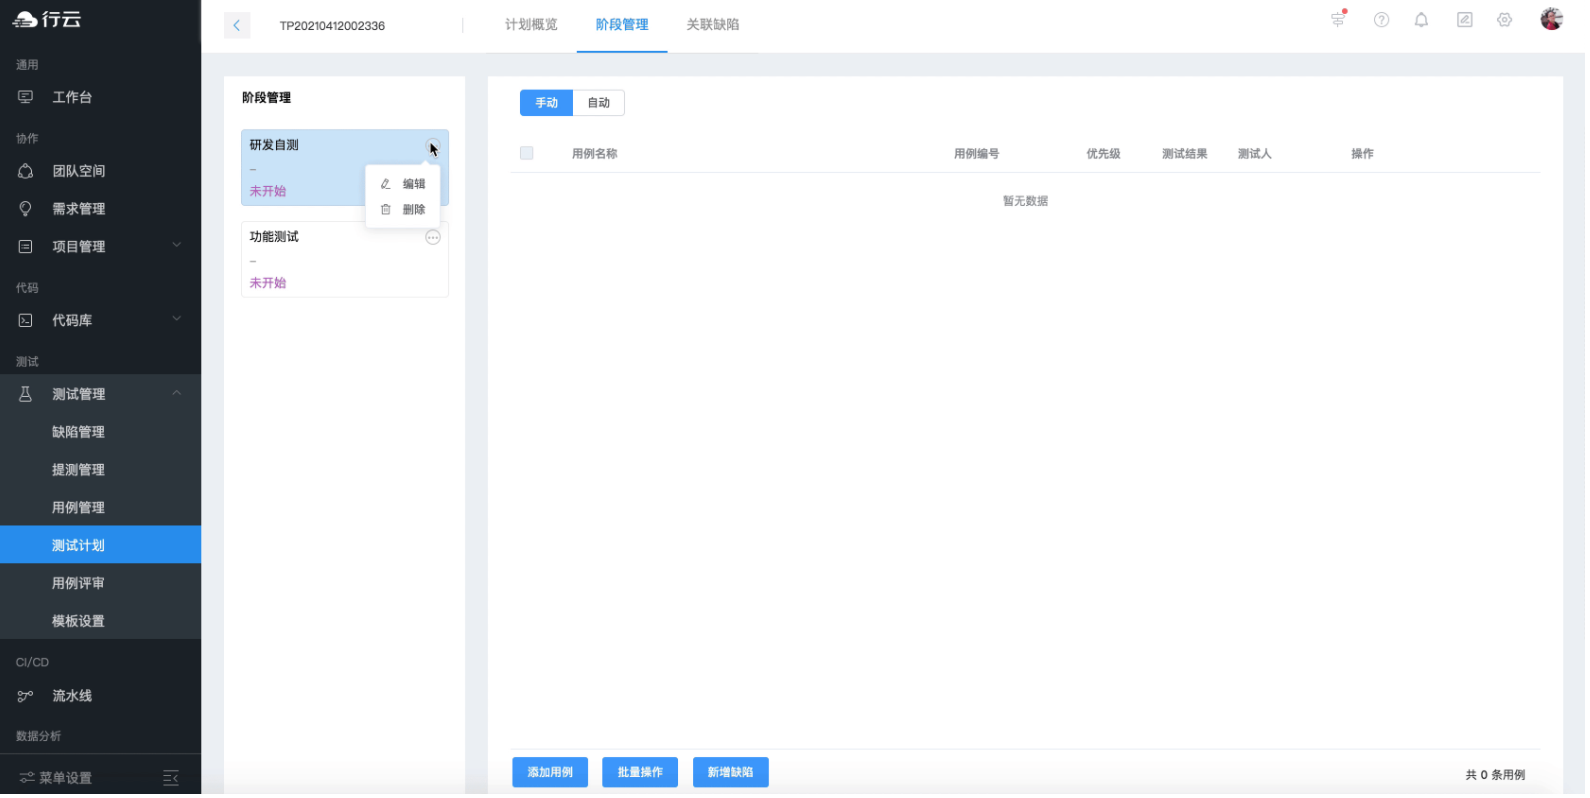 行云
通用
工作台
协作
团队空间
需求管理
项目管理
代码
代码库
测试
测试管理
缺陷管理
提测管理
用例管理
测试计划
用例评审
模板设置
CI/CD
流水线
数据分析
菜单设置
TP20210412002336
计划概览 阶段管理 关联缺陷
阶段管理
研发自测
–
未开始
编辑
删除
功能测试
–
未开始
手动 自动
用例名称 用例编号 优先级 测试结果 测试人 操作
暂无数据
添加用例 批量操作 新增缺陷
共 0 条用例